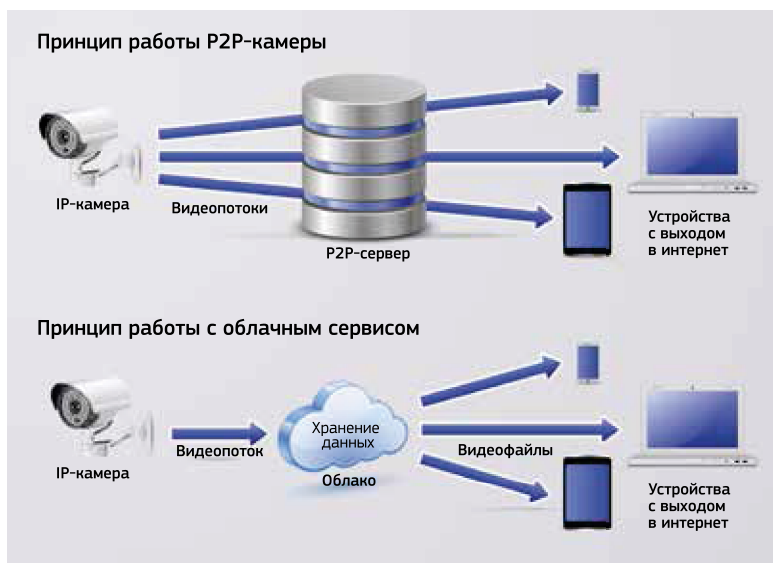 Принцип работы P2P-камеры
IP-камера
Видеопотоки
P2P-сервер
Устройства
с выходом
в интернет
Принцип работы с облачным сервисом
IP-камера
Видеопоток
Хранение
данных
Облако
Видеофайлы
Устройства
с выходом
в интернет